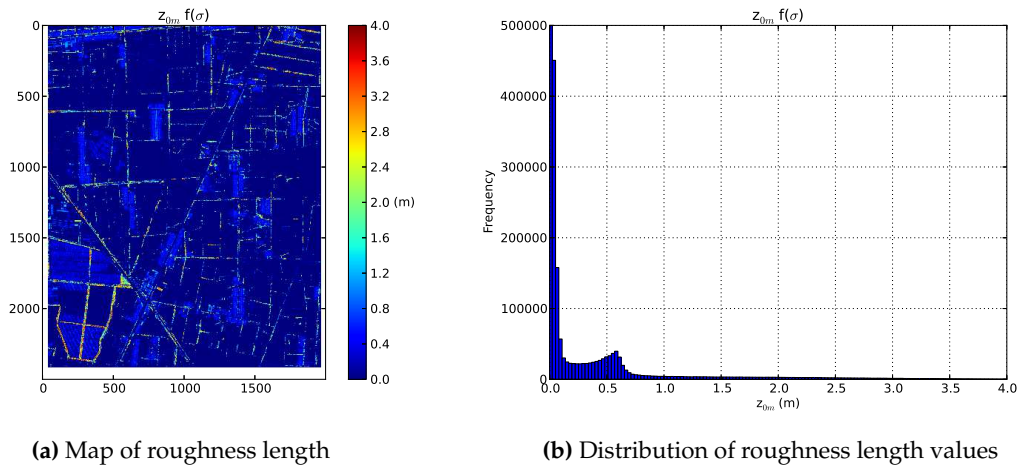 z₀ₘ f(σ)
0
500
1000
1500
2000
0 500 1000 1500
4.0
3.6
3.2
2.8
2.4
2.0 (m)
1.6
1.2
0.8
0.4
0.0
z₀ₘ f(σ)
500000
400000
300000
200000
100000
0
Frequency
0.0 0.5 1.0 1.5 2.0 2.5 3.0 3.5 4.0
z₀ₘ (m)
(a) Map of roughness length
(b) Distribution of roughness length values